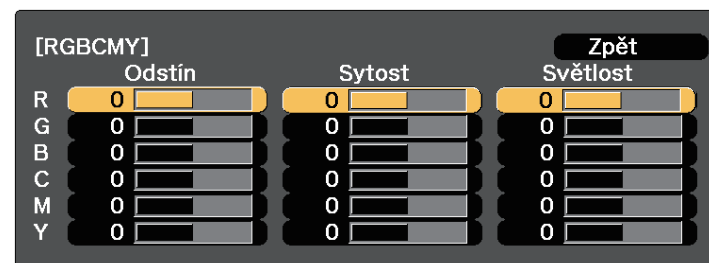 [RGBCMY] Zpět
Odstín Sytost Světlost
R 0 0 0
G 0 0 0
B 0 0 0
C 0 0 0
M 0 0 0
Y 0 0 0